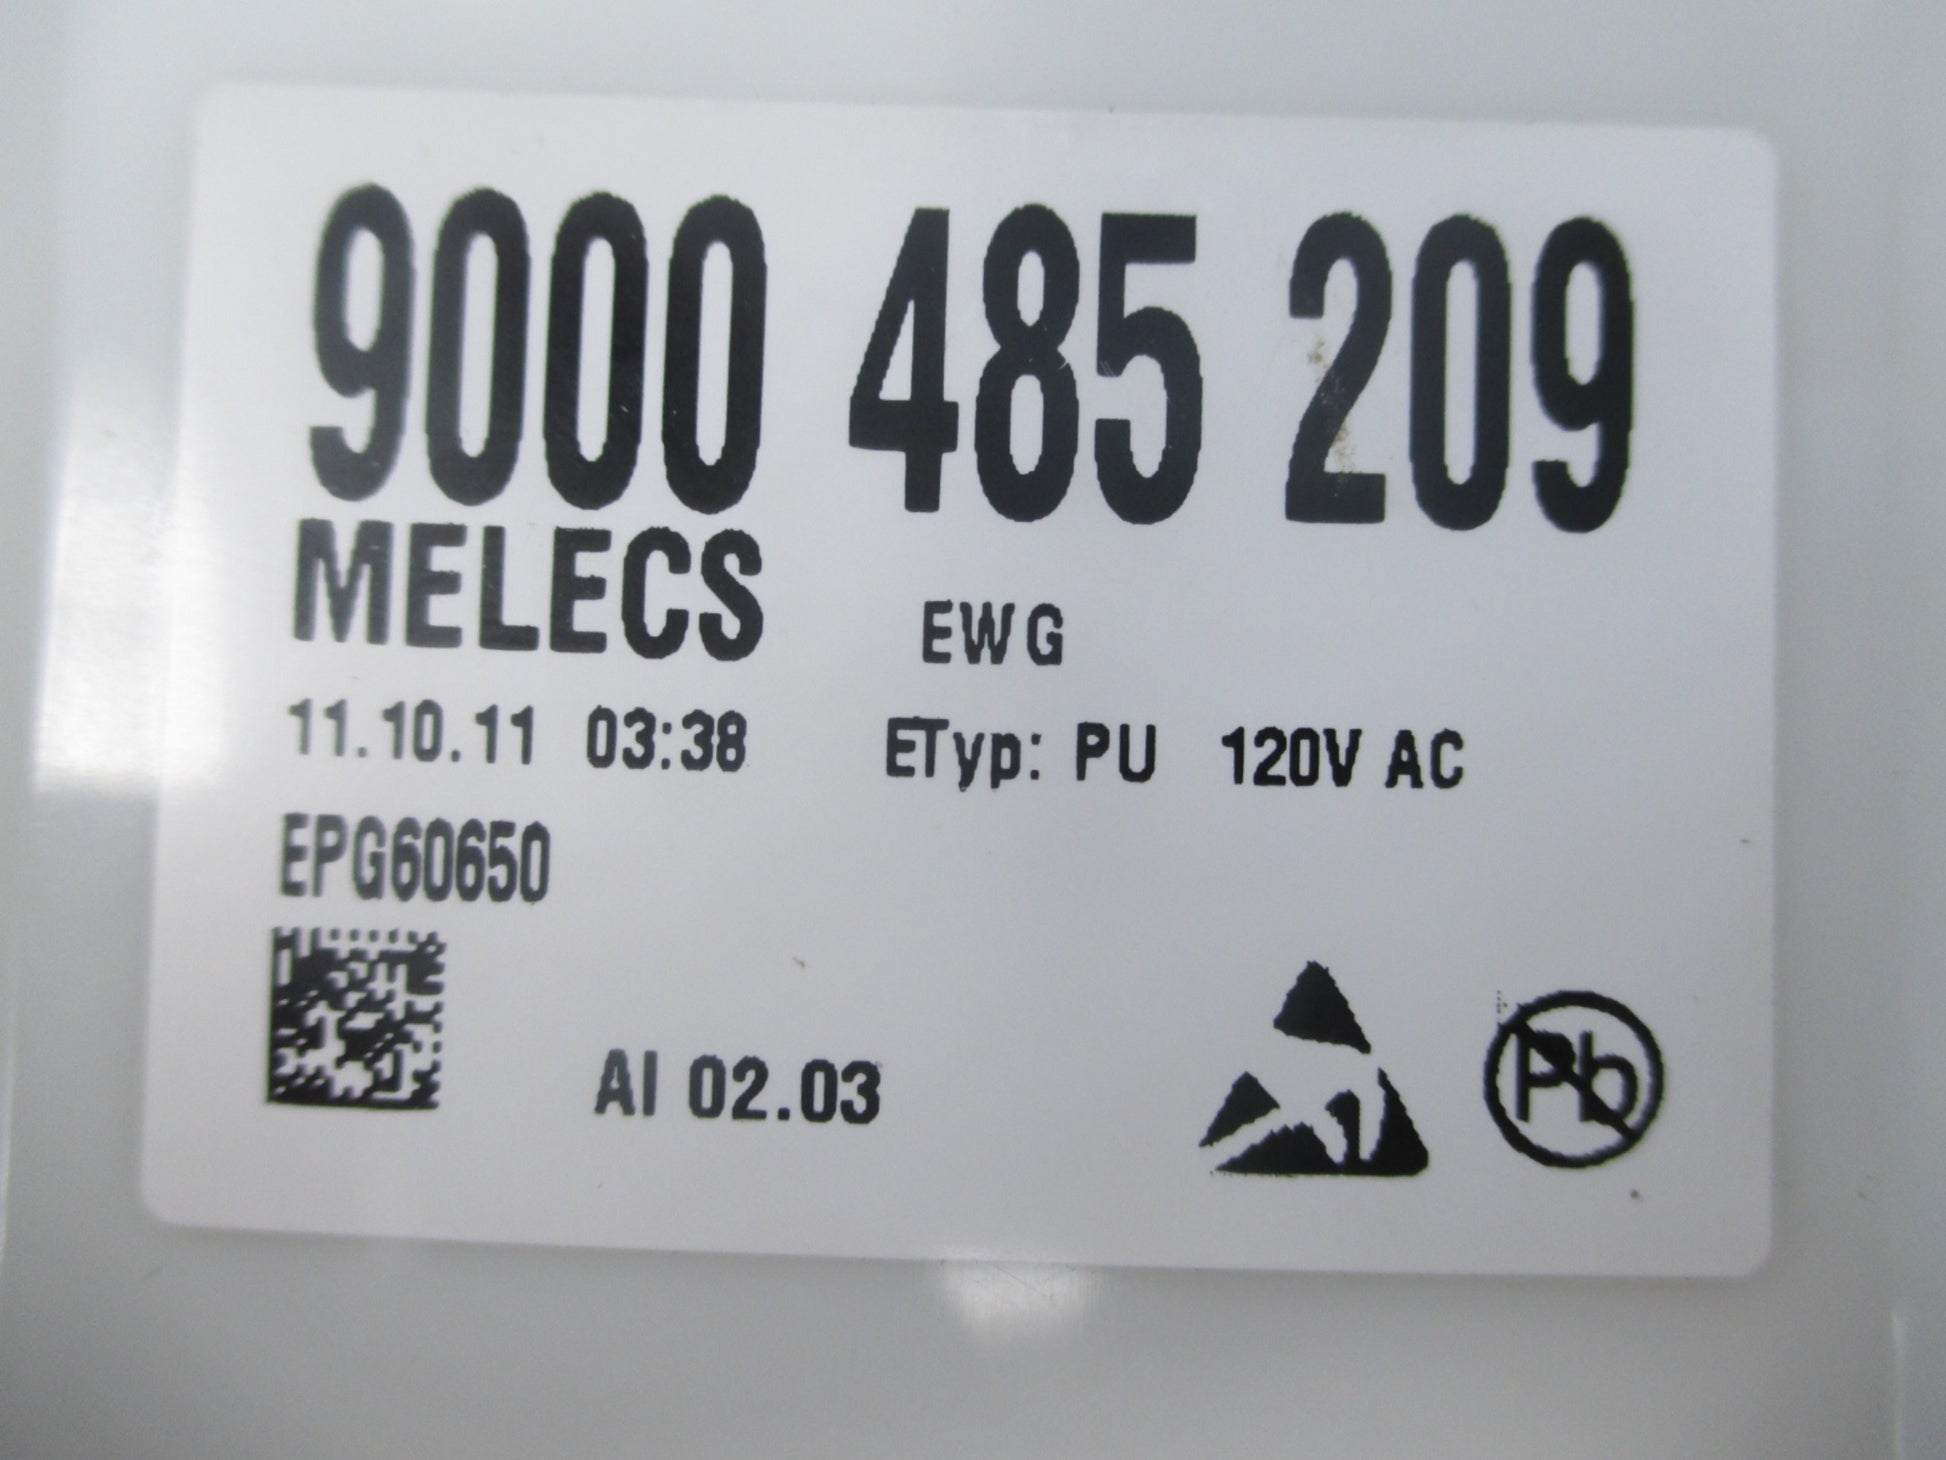 9000 485 209
MELECS EWG
11.10.11 03:38 ETyp: PU 120V AC
EPG60650
AI 02.03
Pb